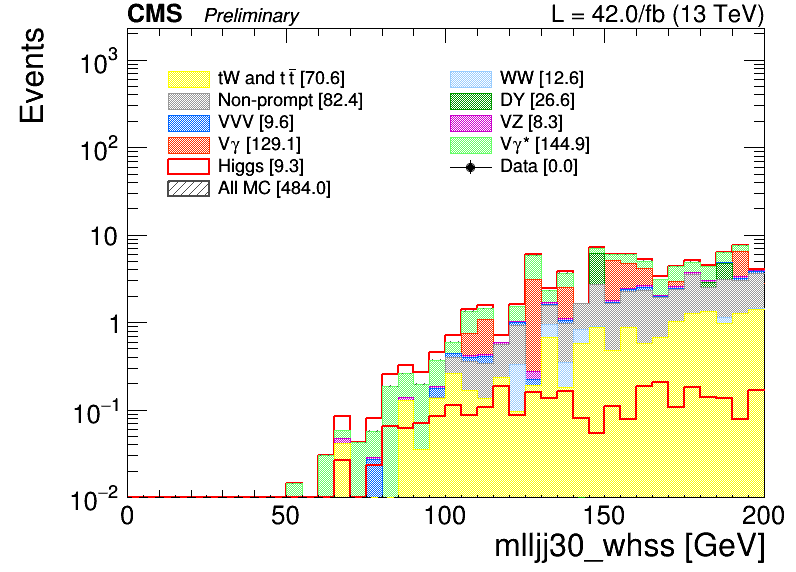 CMS Preliminary L = 42.0/fb (13 TeV)
Events
10³
10²
10
1
10⁻¹
10⁻²
tW and tt̅ [70.6] WW [12.6]
Non-prompt [82.4] DY [26.6]
VVV [9.6] VZ [8.3]
Vγ [129.1] Vγ* [144.9]
Higgs [9.3] Data [0.0]
All MC [484.0]
0 50 100 150 200
mlljj30_whss [GeV]